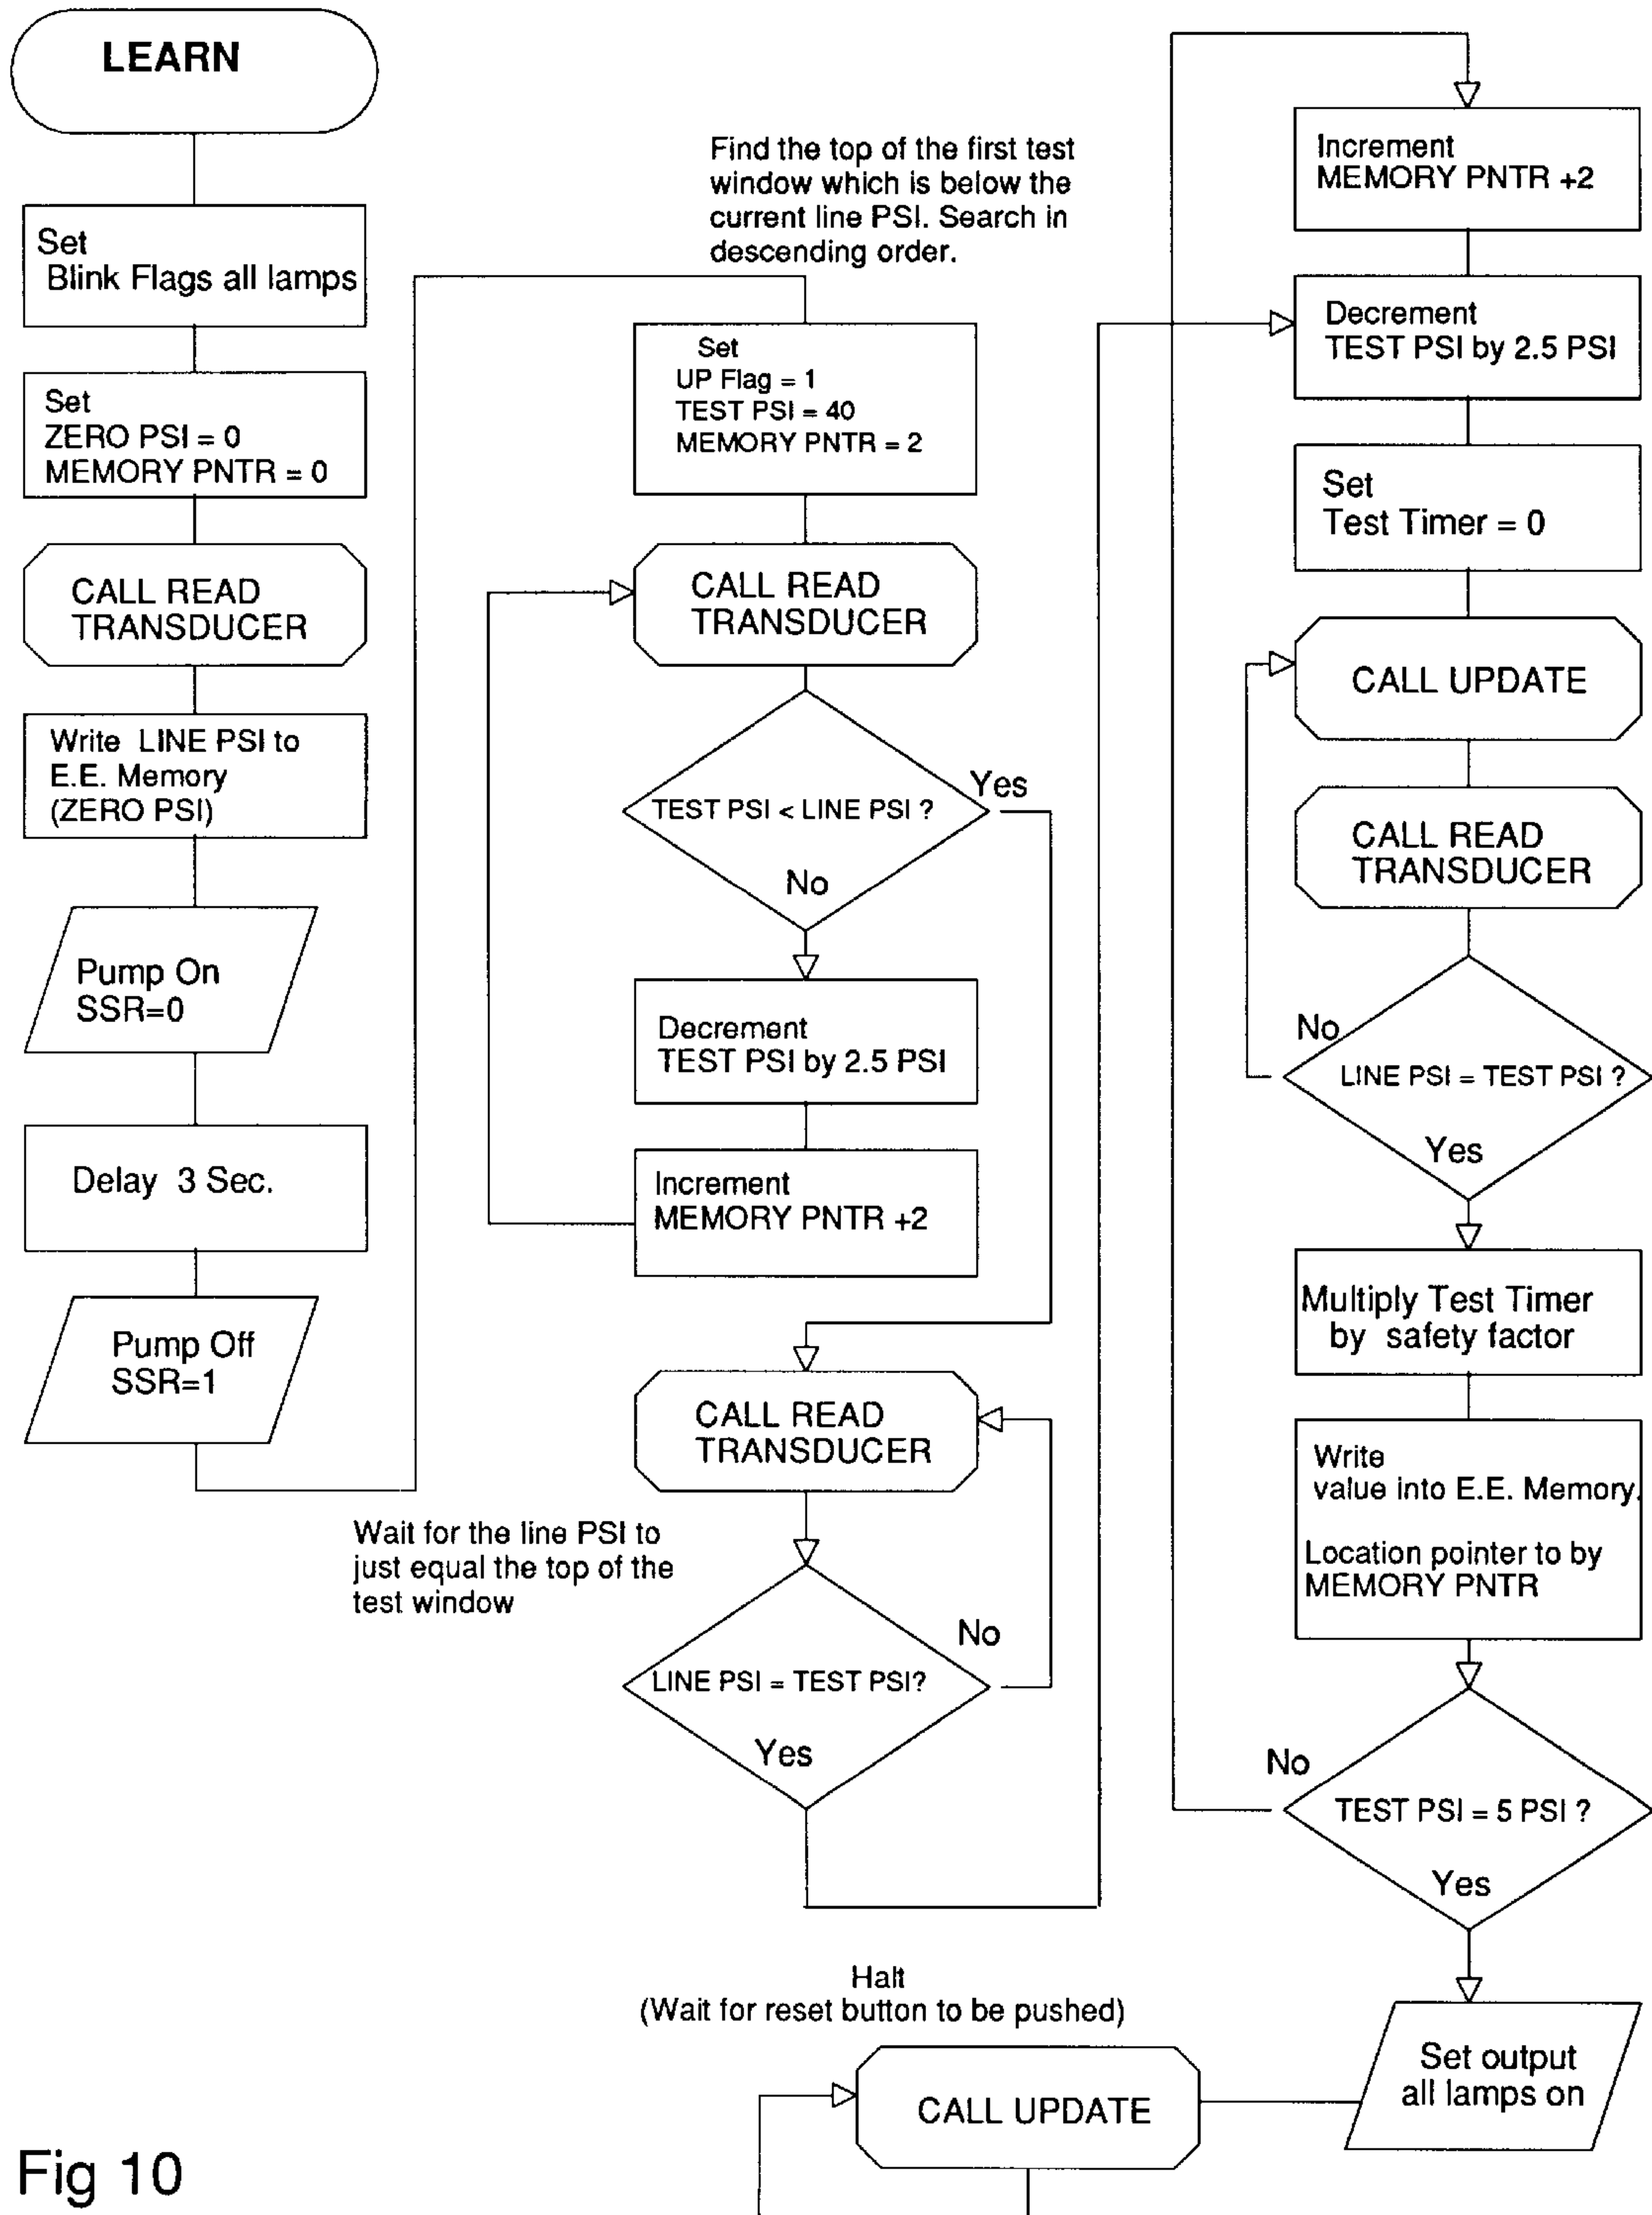 LEARN
Set
Blink Flags all lamps
Set
ZERO PSI = 0
MEMORY PNTR = 0
CALL READ
TRANSDUCER
Write LINE PSI to
E.E. Memory
(ZERO PSI)
Pump On
SSR=0
Delay 3 Sec.
Pump Off
SSR=1
Find the top of the first test
window which is below the
current line PSI. Search in
descending order.
Set
UP Flag = 1
TEST PSI = 40
MEMORY PNTR = 2
CALL READ
TRANSDUCER
TEST PSI < LINE PSI ?
Yes
No
Decrement
TEST PSI by 2.5 PSI
Increment
MEMORY PNTR +2
CALL READ
TRANSDUCER
Wait for the line PSI to
just equal the top of the
test window
LINE PSI = TEST PSI?
No
Yes
Increment
MEMORY PNTR +2
Decrement
TEST PSI by 2.5 PSI
Set
Test Timer = 0
CALL UPDATE
CALL READ
TRANSDUCER
No
LINE PSI = TEST PSI ?
Yes
Multiply Test Timer
by safety factor
Write
value into E.E. Memory.
Location pointer to by
MEMORY PNTR
No
TEST PSI = 5 PSI ?
Yes
Set output
all lamps on
Halt
(Wait for reset button to be pushed)
CALL UPDATE
Fig 10